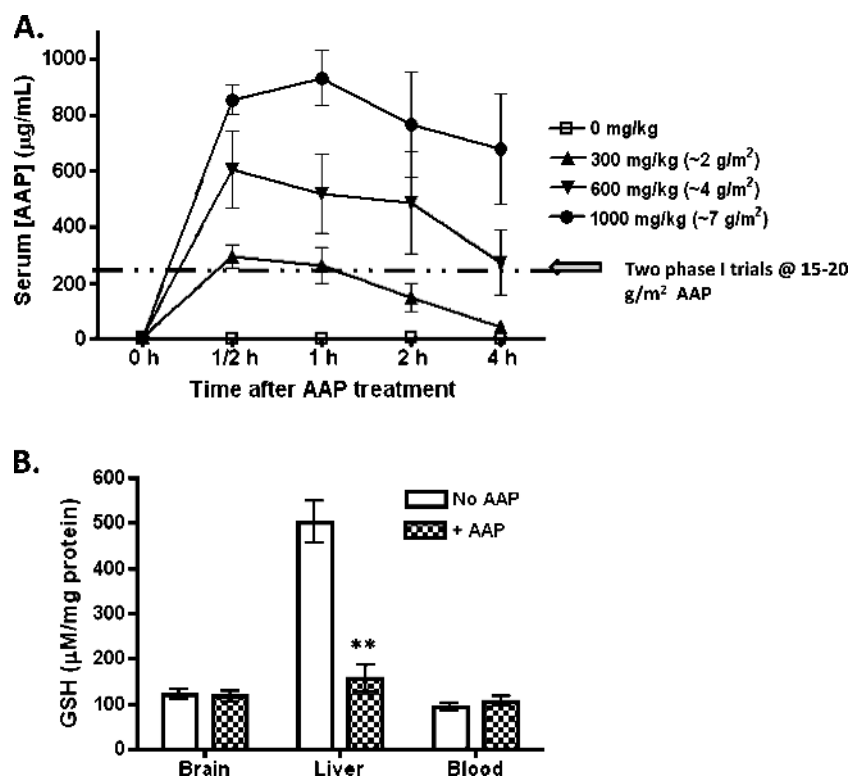 A.
Serum [AAP] (μg/mL)
1000
800
600
400
200
0
0 h
1/2 h
1 h
2 h
4 h
Time after AAP treatment
0 mg/kg
300 mg/kg (~2 g/m²)
600 mg/kg (~4 g/m²)
1000 mg/kg (~7 g/m²)
Two phase I trials @ 15-20
g/m² AAP
B.
GSH (μM/mg protein)
600
500
400
300
200
100
0
No AAP
+ AAP
**
Brain
Liver
Blood